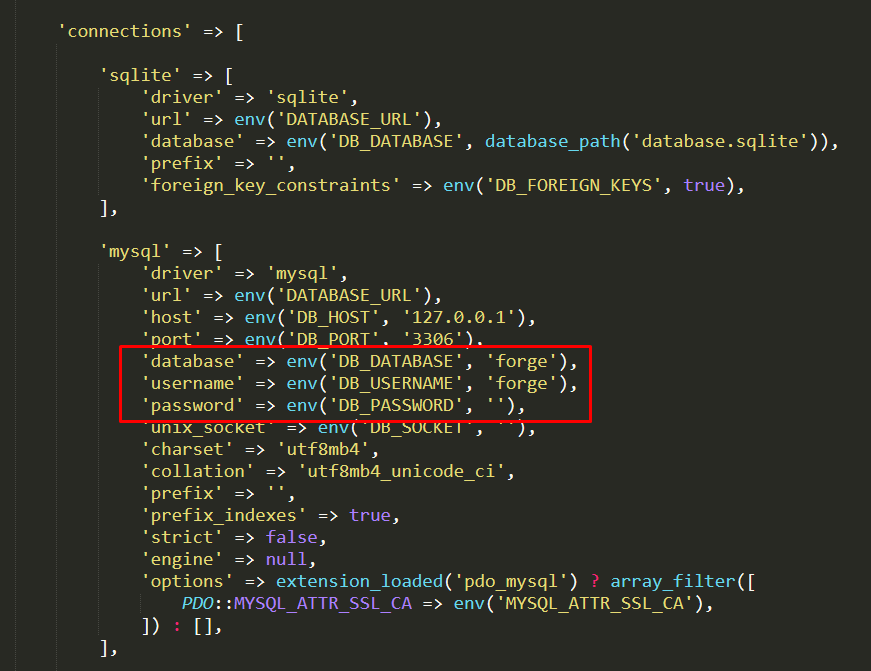 'connections' => [
'sqlite' => [
'driver' => 'sqlite',
'url' => env('DATABASE_URL'),
'database' => env('DB_DATABASE', database_path('database.sqlite')),
'prefix' => '',
'foreign_key_constraints' => env('DB_FOREIGN_KEYS', true),
],
'mysql' => [
'driver' => 'mysql',
'url' => env('DATABASE_URL'),
'host' => env('DB_HOST', '127.0.0.1'),
'port' => env('DB_PORT', '3306'),
'database' => env('DB_DATABASE', 'forge'),
'username' => env('DB_USERNAME', 'forge'),
'password' => env('DB_PASSWORD', ''),
'unix_socket' => env('DB_SOCKET', ''),
'charset' => 'utf8mb4',
'collation' => 'utf8mb4_unicode_ci',
'prefix' => '',
'prefix_indexes' => true,
'strict' => false,
'engine' => null,
'options' => extension_loaded('pdo_mysql') ? array_filter([
PDO::MYSQL_ATTR_SSL_CA => env('MYSQL_ATTR_SSL_CA'),
]) : [],
],